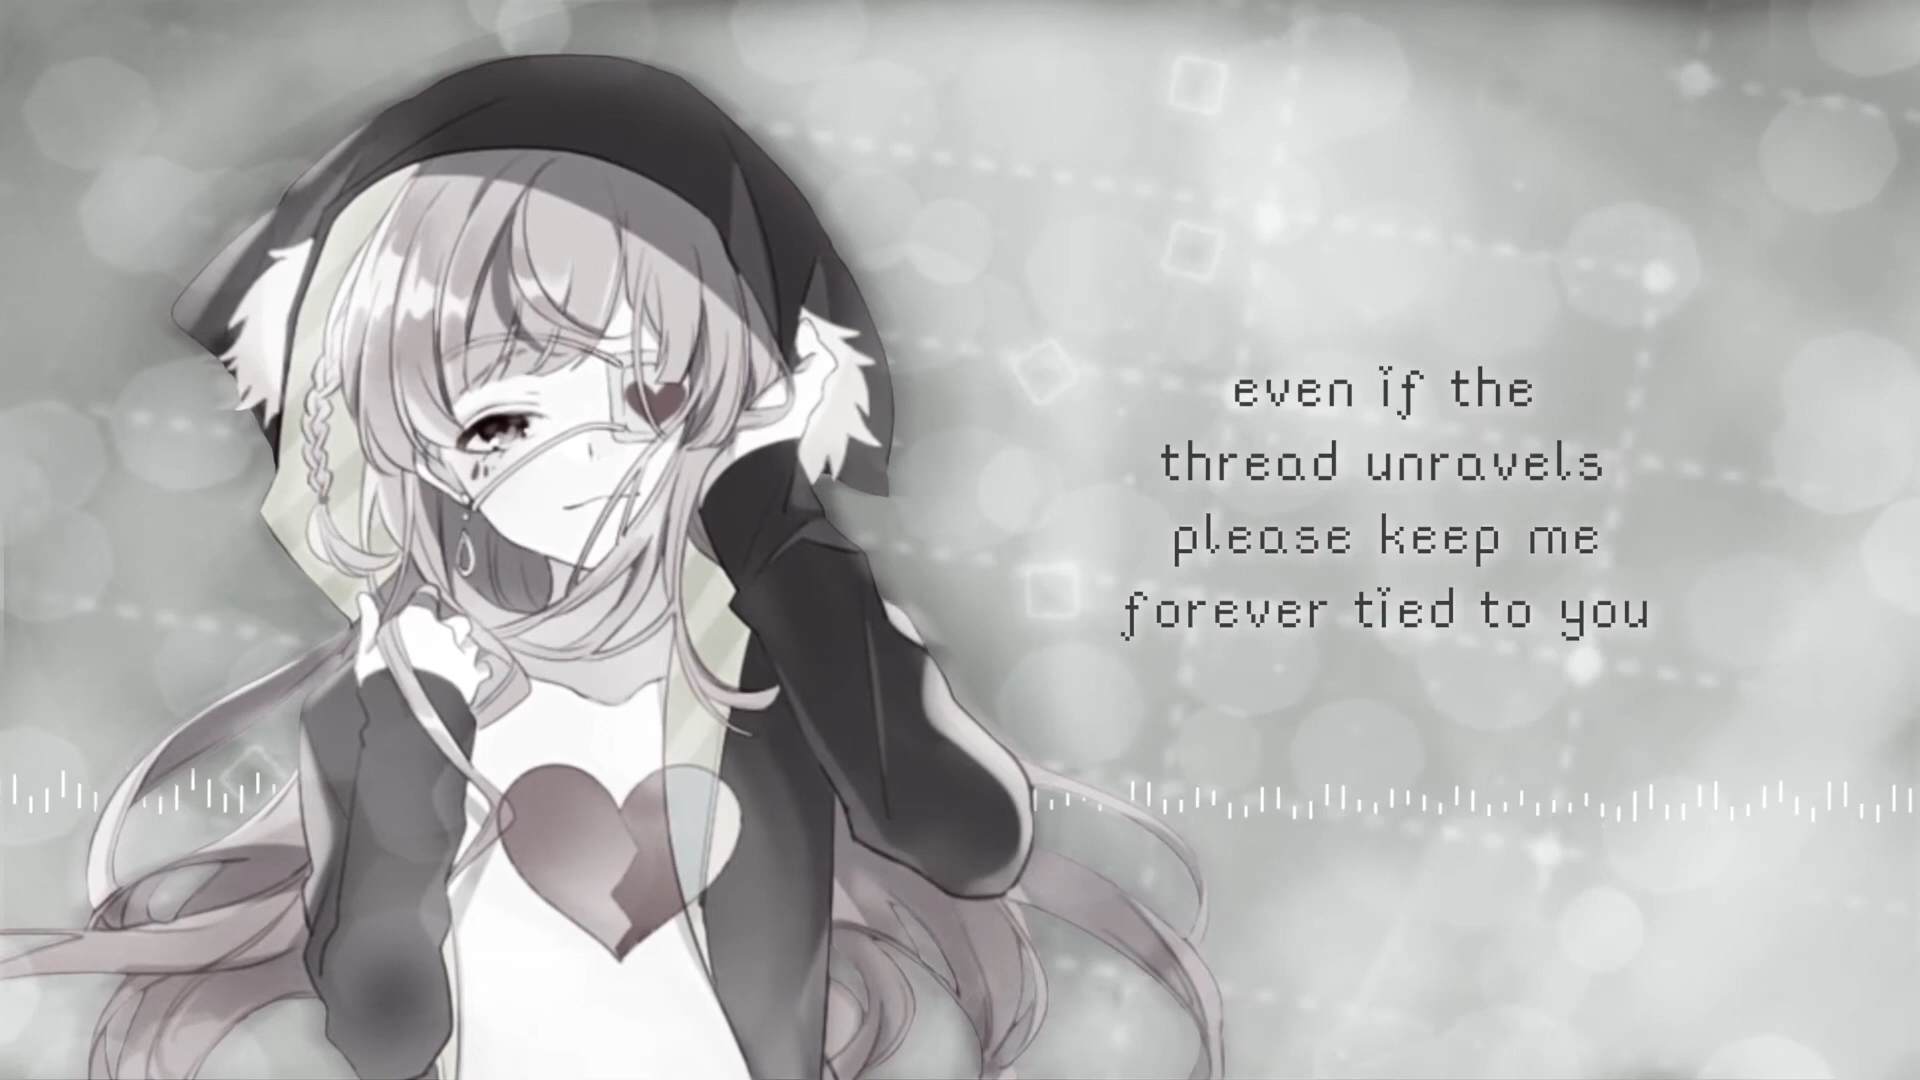 even if the
thread unravels
please keep me
forever tied to you